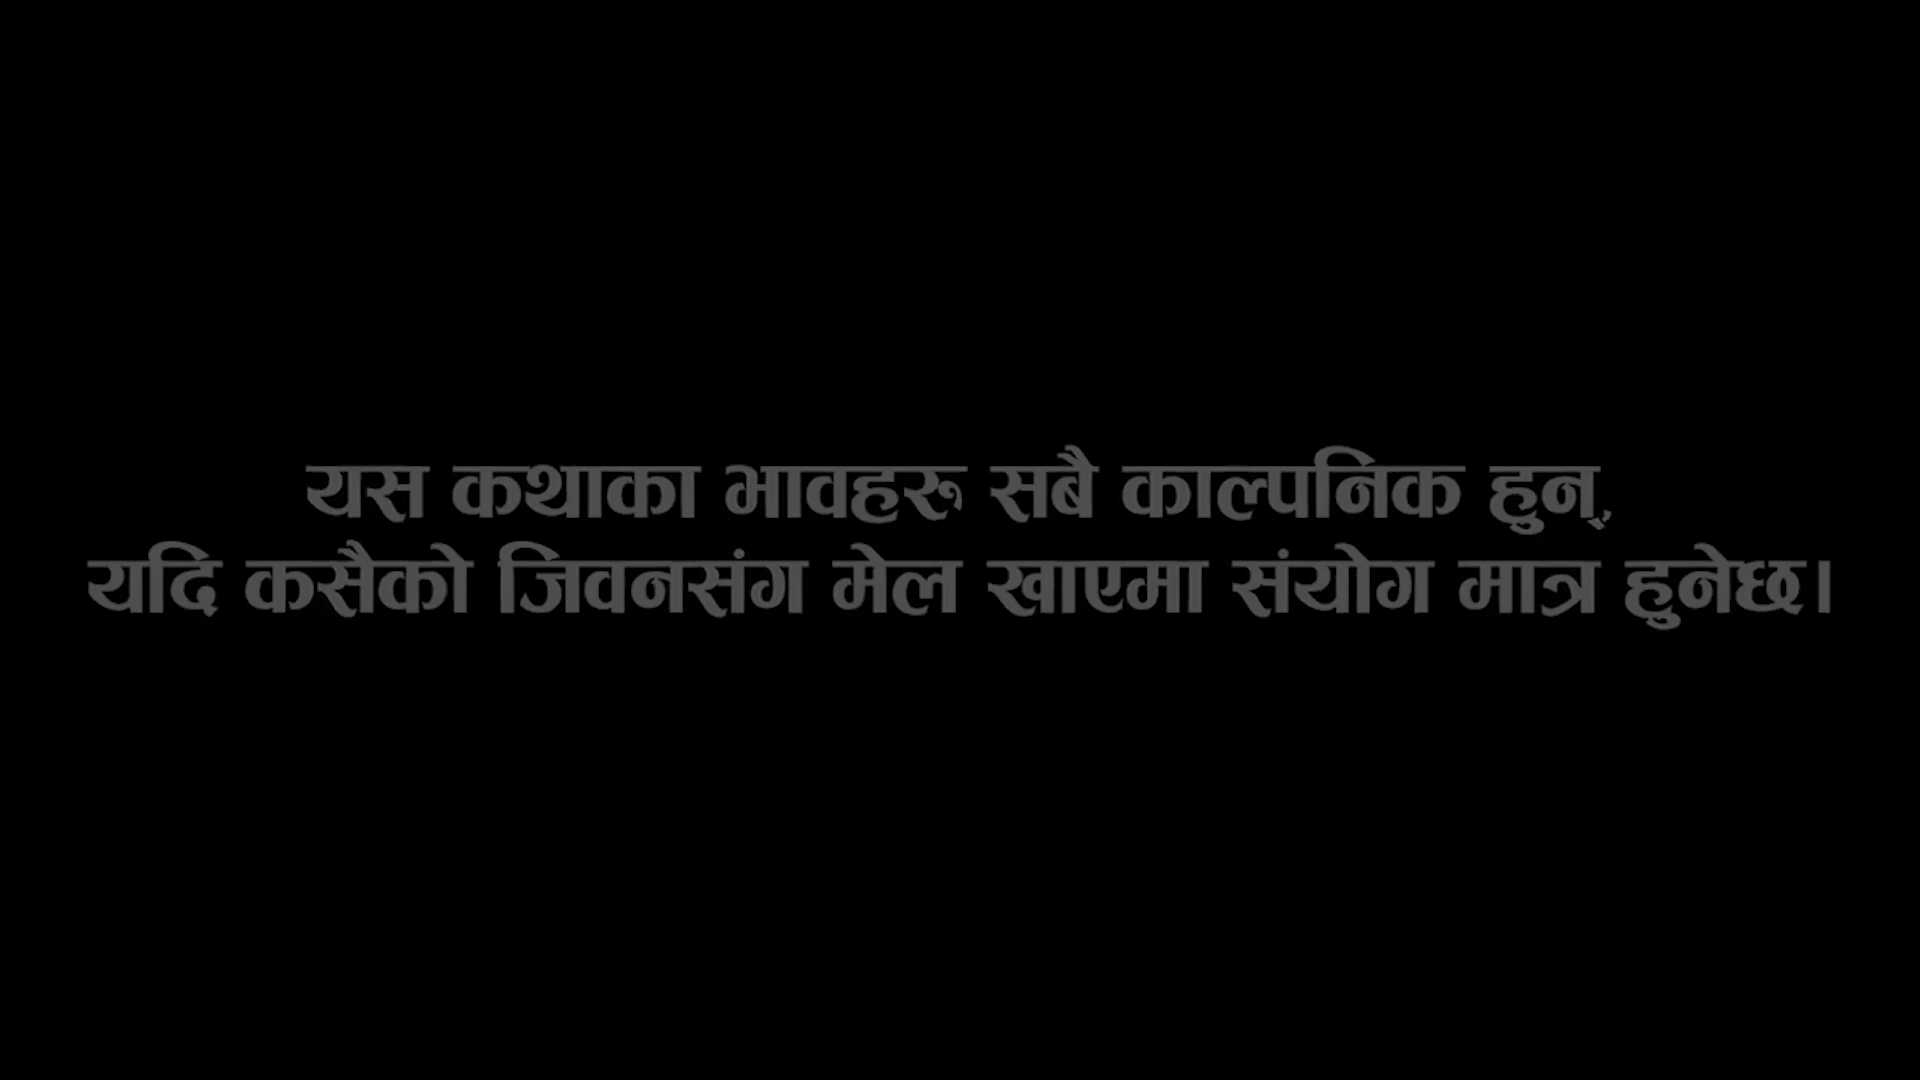 यस कथाका भावहरु सबै काल्पनिक हुन्,
यदि कसैको जिवनसंग मेल खाएमा संयोग मात्र हुनेछ।